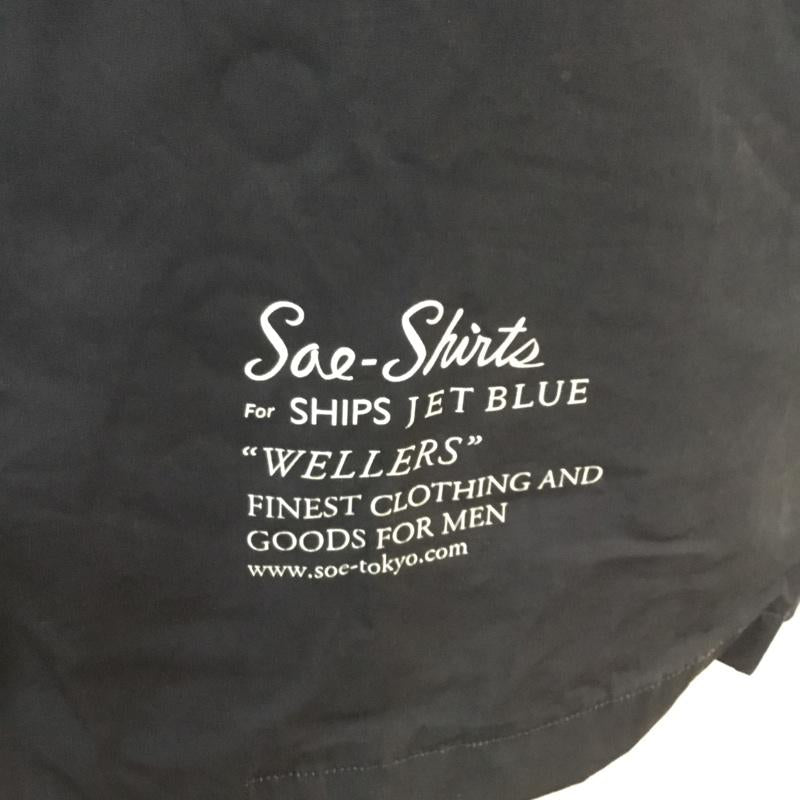 Soe-Shirts
For SHIPS JET BLUE
“WELLERS”
FINEST CLOTHING AND
GOODS FOR MEN
www.soe-tokyo.com